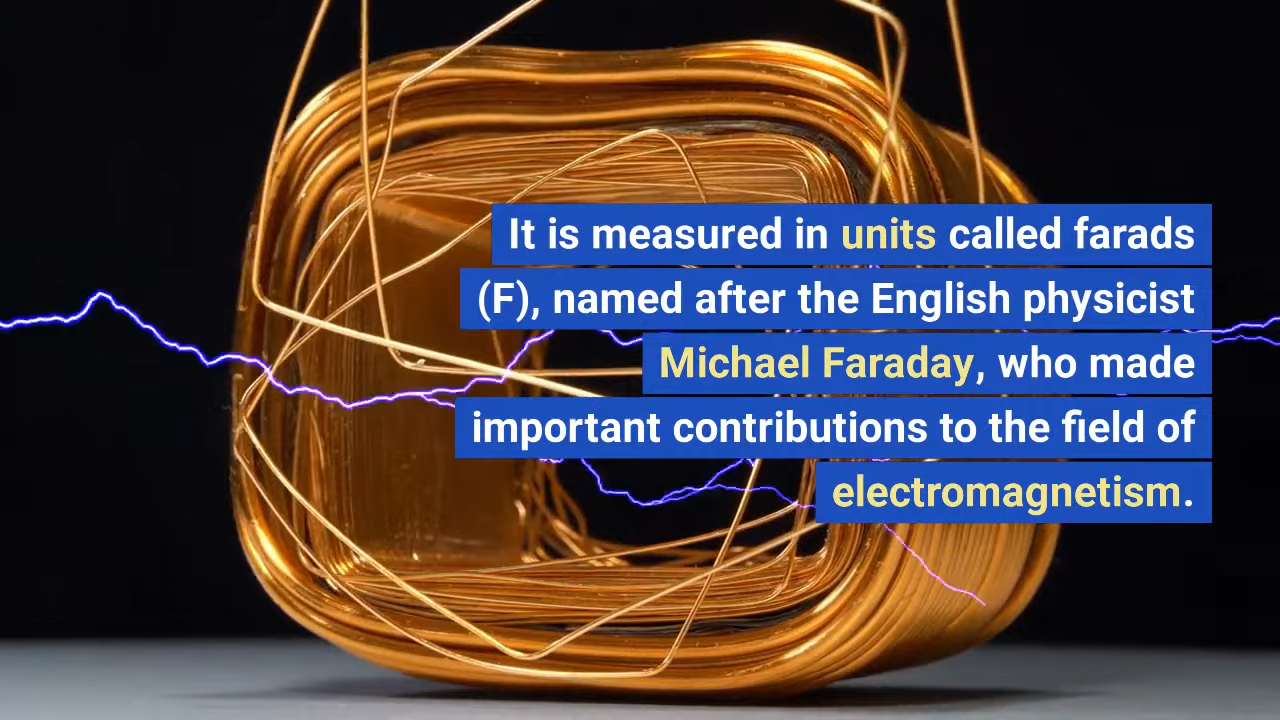 It is measured in units called farads
(F), named after the English physicist
Michael Faraday, who made
important contributions to the field of
electromagnetism.